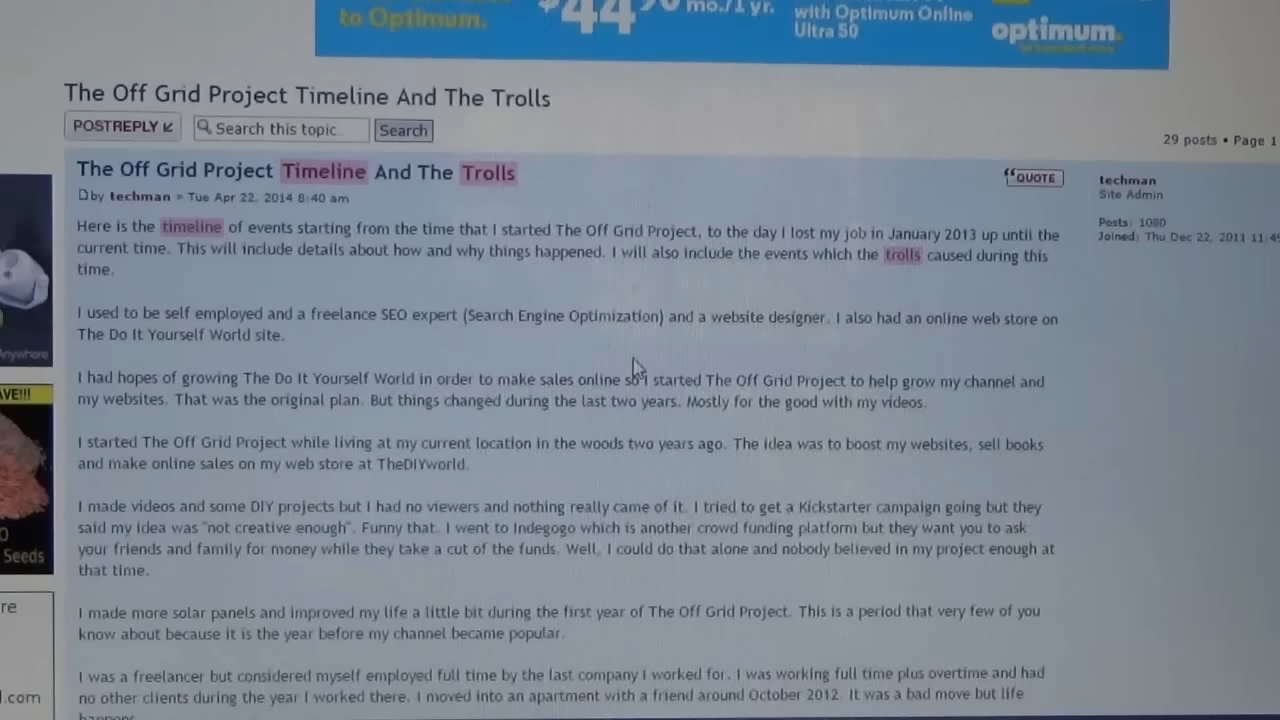 to Optimum.
$44 90 mo./1 yr.
with Optimum Online
Ultra 50
optimum.
The Off Grid Project Timeline And The Trolls
POSTREPLY
Search this topic
Search
29 posts • Page 1
The Off Grid Project Timeline And The Trolls
by techman » Tue Apr 22, 2014 8:40 am
QUOTE
techman
Site Admin
Posts: 1080
Joined: Thu Dec 22, 2011 11:49
Here is the timeline of events starting from the time that I started The Off Grid Project, to the day I lost my job in January 2013 up until the
current time. This will include details about how and why things happened. I will also include the events which the trolls caused during this
time.
I used to be self employed and a freelance SEO expert (Search Engine Optimization) and a website designer. I also had an online web store on
The Do It Yourself World site.
I had hopes of growing The Do It Yourself World in order to make sales online so I started The Off Grid Project to help grow my channel and
my websites. That was the original plan. But things changed during the last two years. Mostly for the good with my videos.
I started The Off Grid Project while living at my current location in the woods two years ago. The idea was to boost my websites, sell books
and make online sales on my web store at TheDIYworld.
I made videos and some DIY projects but I had no viewers and nothing really came of it. I tried to get a Kickstarter campaign going but they
said my idea was "not creative enough". Funny that. I went to Indegogo which is another crowd funding platform but they want you to ask
your friends and family for money while they take a cut of the funds. Well, I could do that alone and nobody believed in my project enough at
that time.
I made more solar panels and improved my life a little bit during the first year of The Off Grid Project. This is a period that very few of you
know about because it is the year before my channel became popular.
I was a freelancer but considered myself employed full time by the last company I worked for. I was working full time plus overtime and had
no other clients during the year I worked there. I moved into an apartment with a friend around October 2012. It was a bad move but life
happens
Anywhere
AVE!!!
Seeds
re
l.com